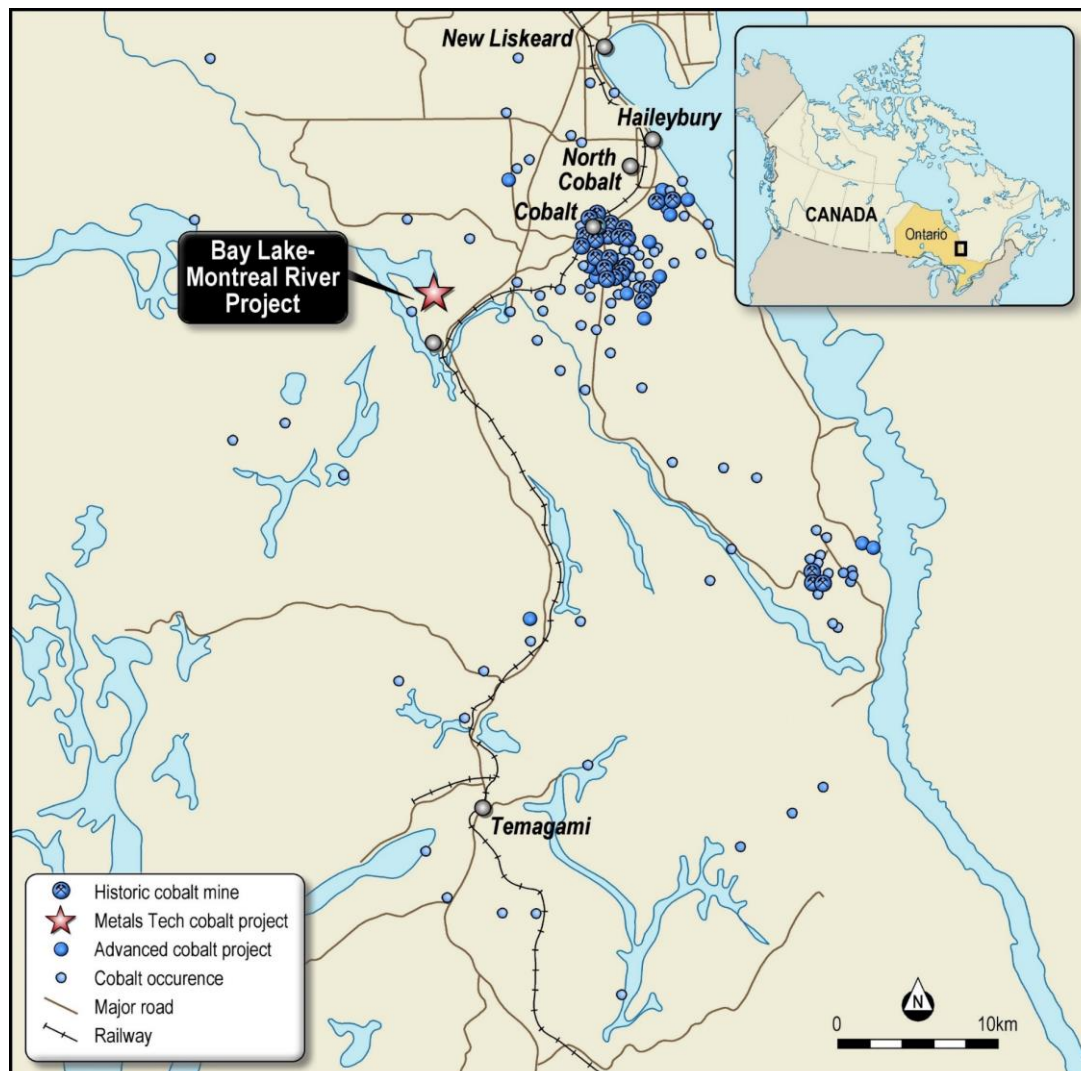 New Liskeard
Haileybury
North
Cobalt
Cobalt
CANADA
Ontario
Bay Lake-
Montreal River
Project
Temagami
Historic cobalt mine
Metals Tech cobalt project
Advanced cobalt project
Cobalt occurence
Major road
Railway
N
0 10km